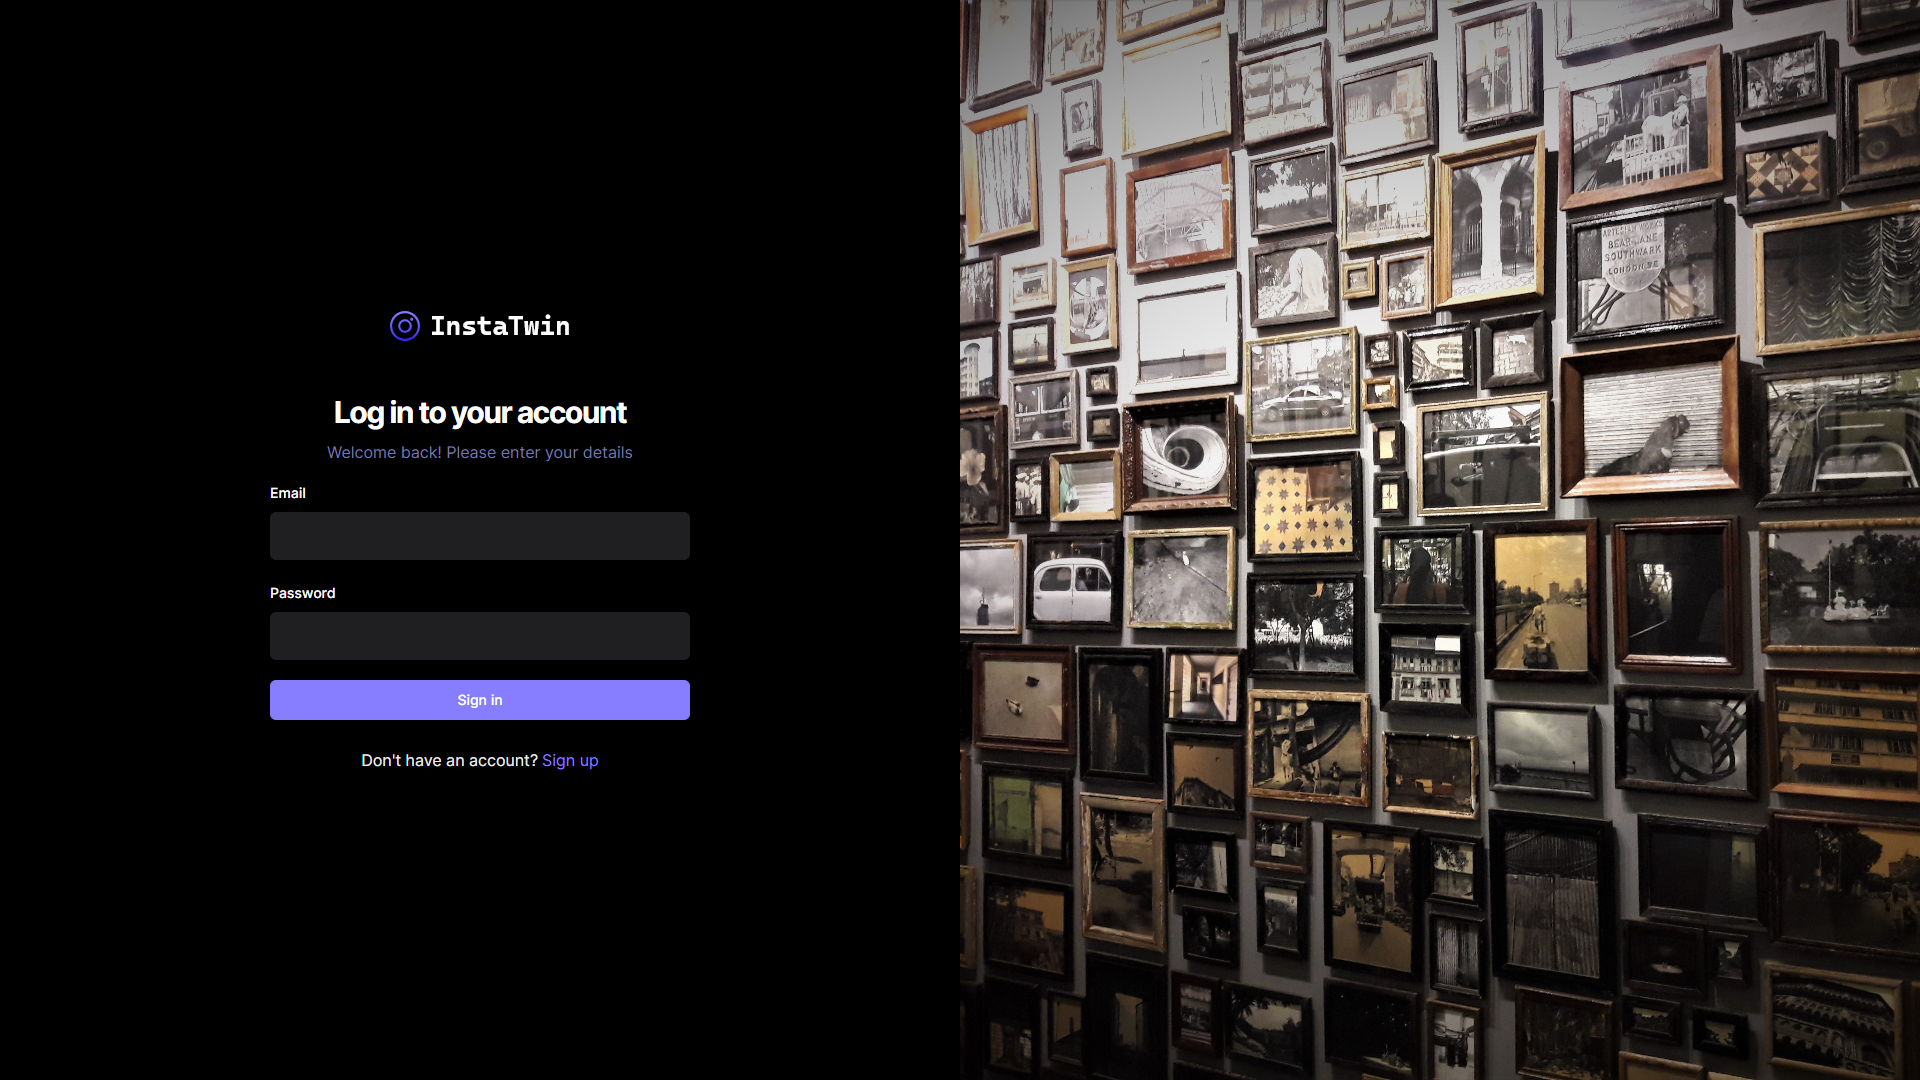 InstaTwin
Log in to your account
Welcome back! Please enter your details
Email
Password
Sign in
Don't have an account? Sign up
ARTESIAN WORKS
BEAR LANE
SOUTHWARK
LONDON SE